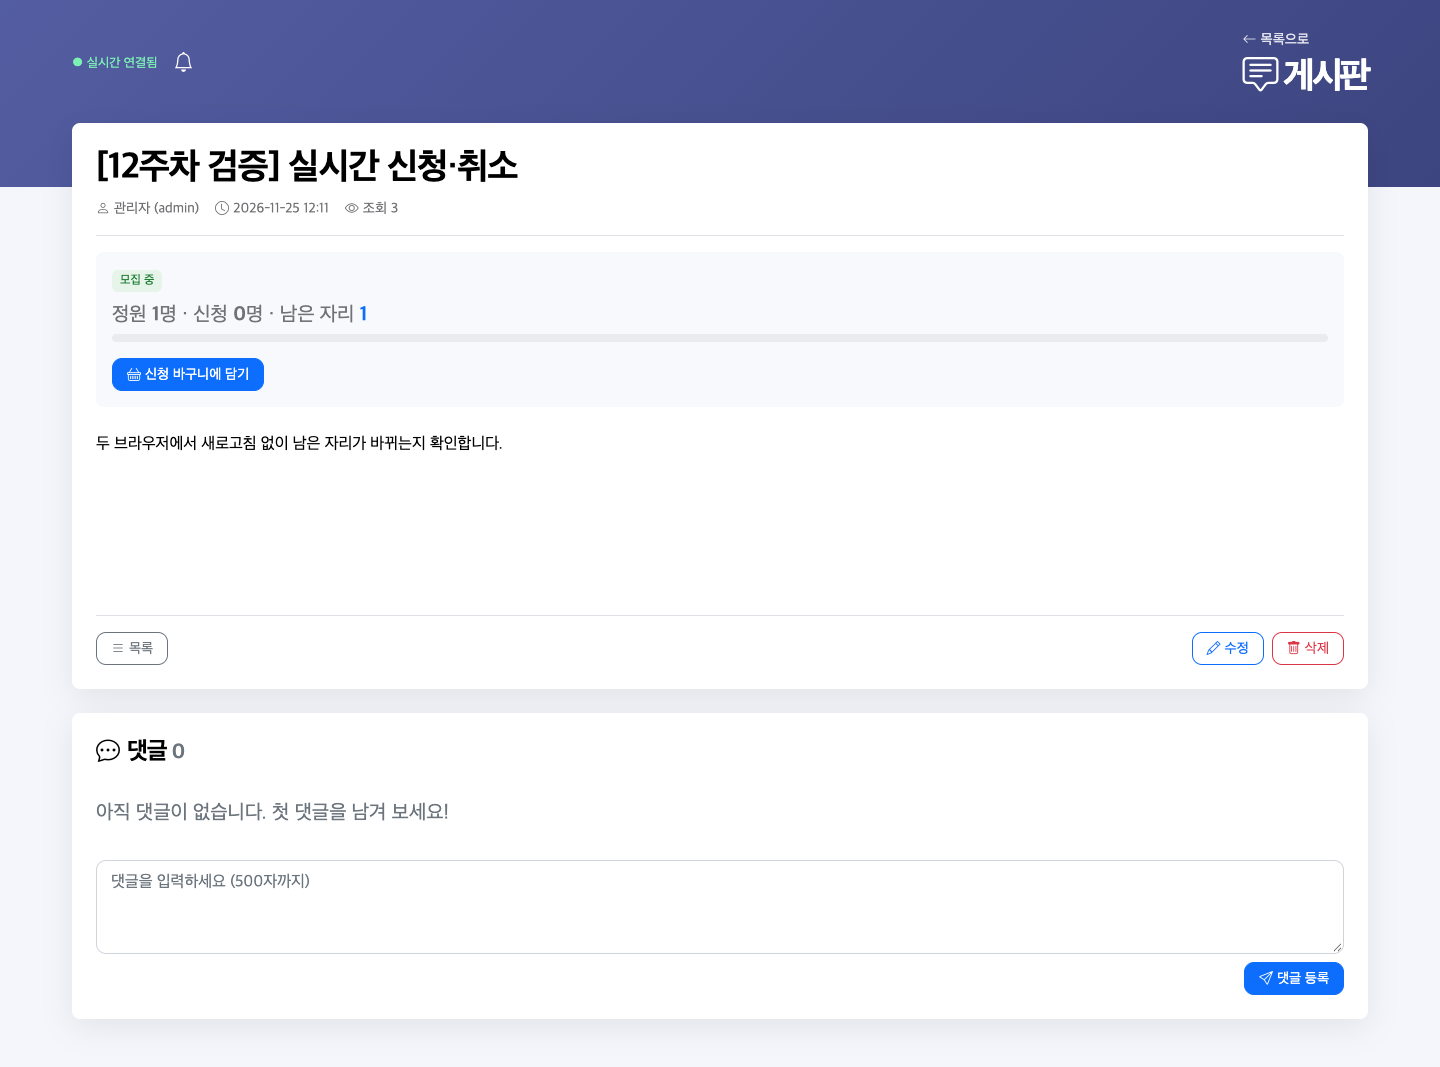 실시간 연결됨
목록으로
게시판
[12주차 검증] 실시간 신청·취소
관리자 (admin) 2026-11-25 12:11 조회 3
모집 중
정원 1명 · 신청 0명 · 남은 자리 1
신청 바구니에 담기
두 브라우저에서 새로고침 없이 남은 자리가 바뀌는지 확인합니다.
목록
수정
삭제
댓글 0
아직 댓글이 없습니다. 첫 댓글을 남겨 보세요!
댓글을 입력하세요 (500자까지)
댓글 등록